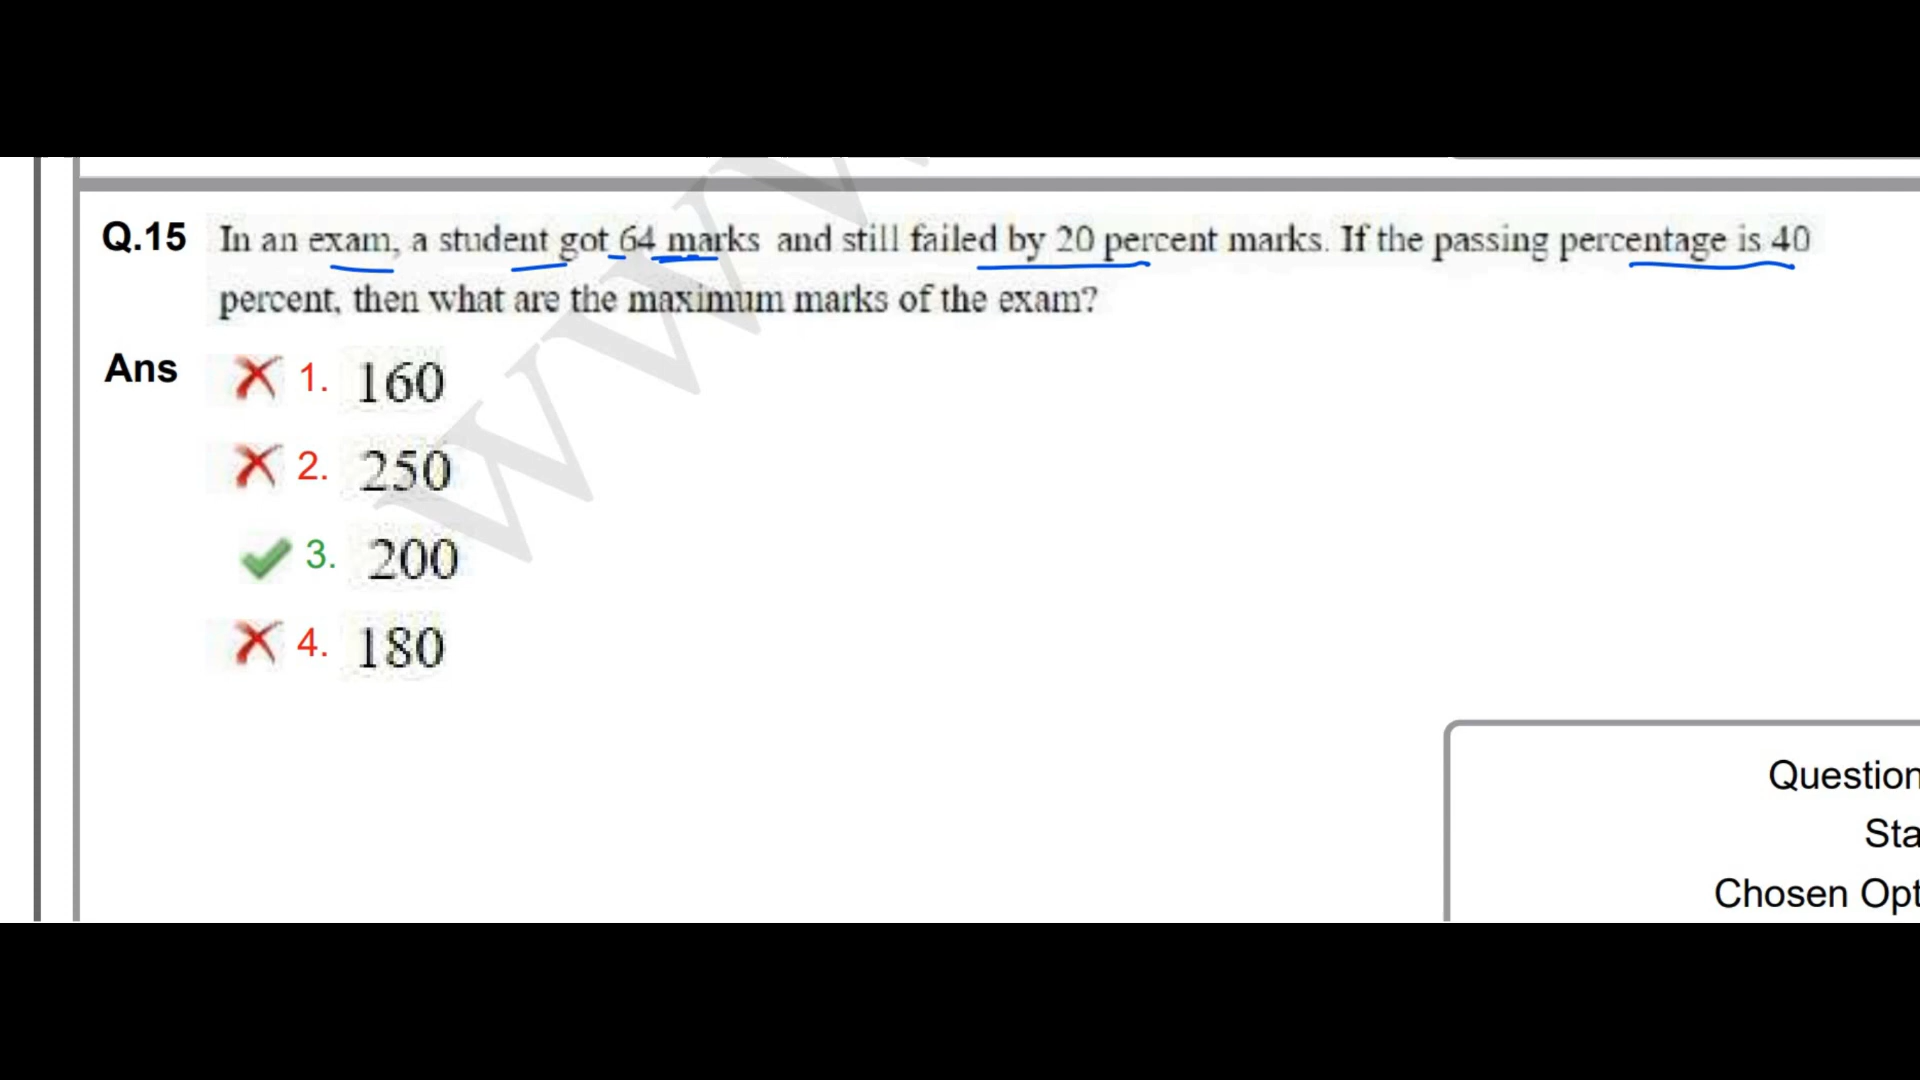 Q.15 In an exam, a student got 64 marks and still failed by 20 percent marks. If the passing percentage is 40
percent, then what are the maximum marks of the exam?
Ans 1. 160
2. 250
3. 200
4. 180
Question
Sta
Chosen Opt
www